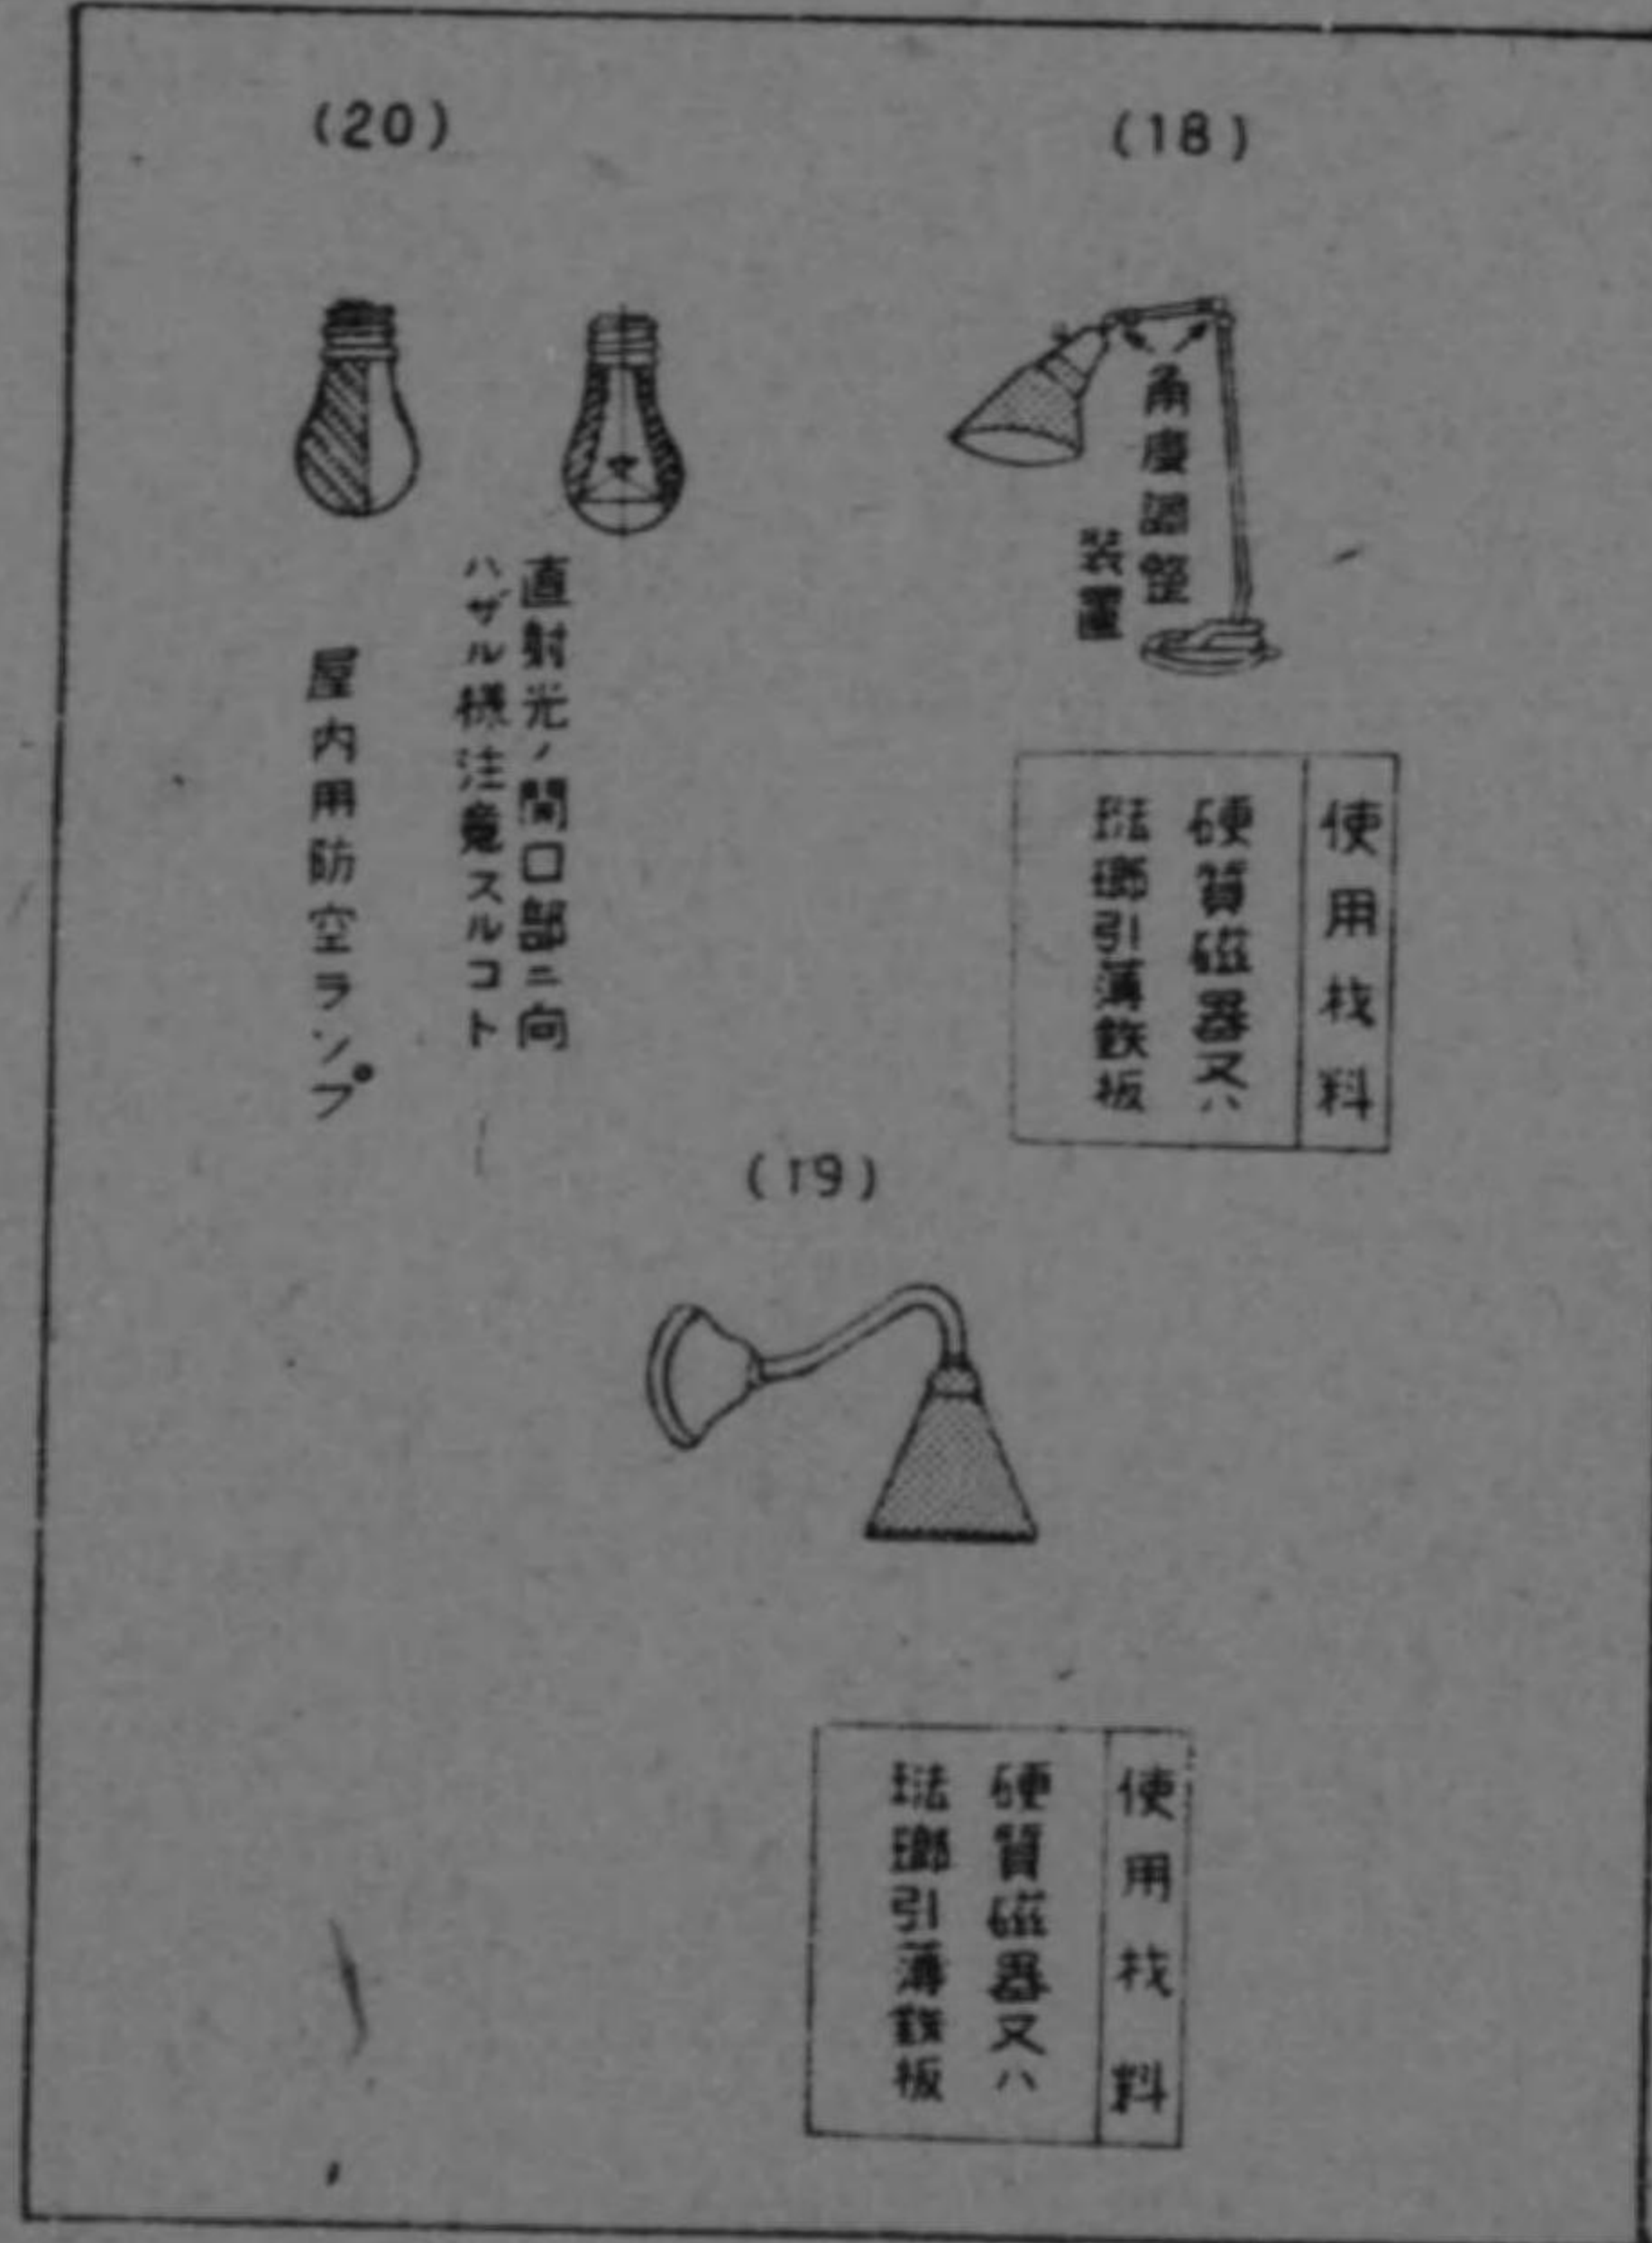 (18)
角度調整
装置
使用材料
硬質磁器又ハ
琺瑯引薄鉄板
(19)
使用材料
硬質磁器又ハ
琺瑯引薄鉄板
(20)
直射光ノ開口部ニ向
ハザル様注意スルコト
屋内用防空ランプ